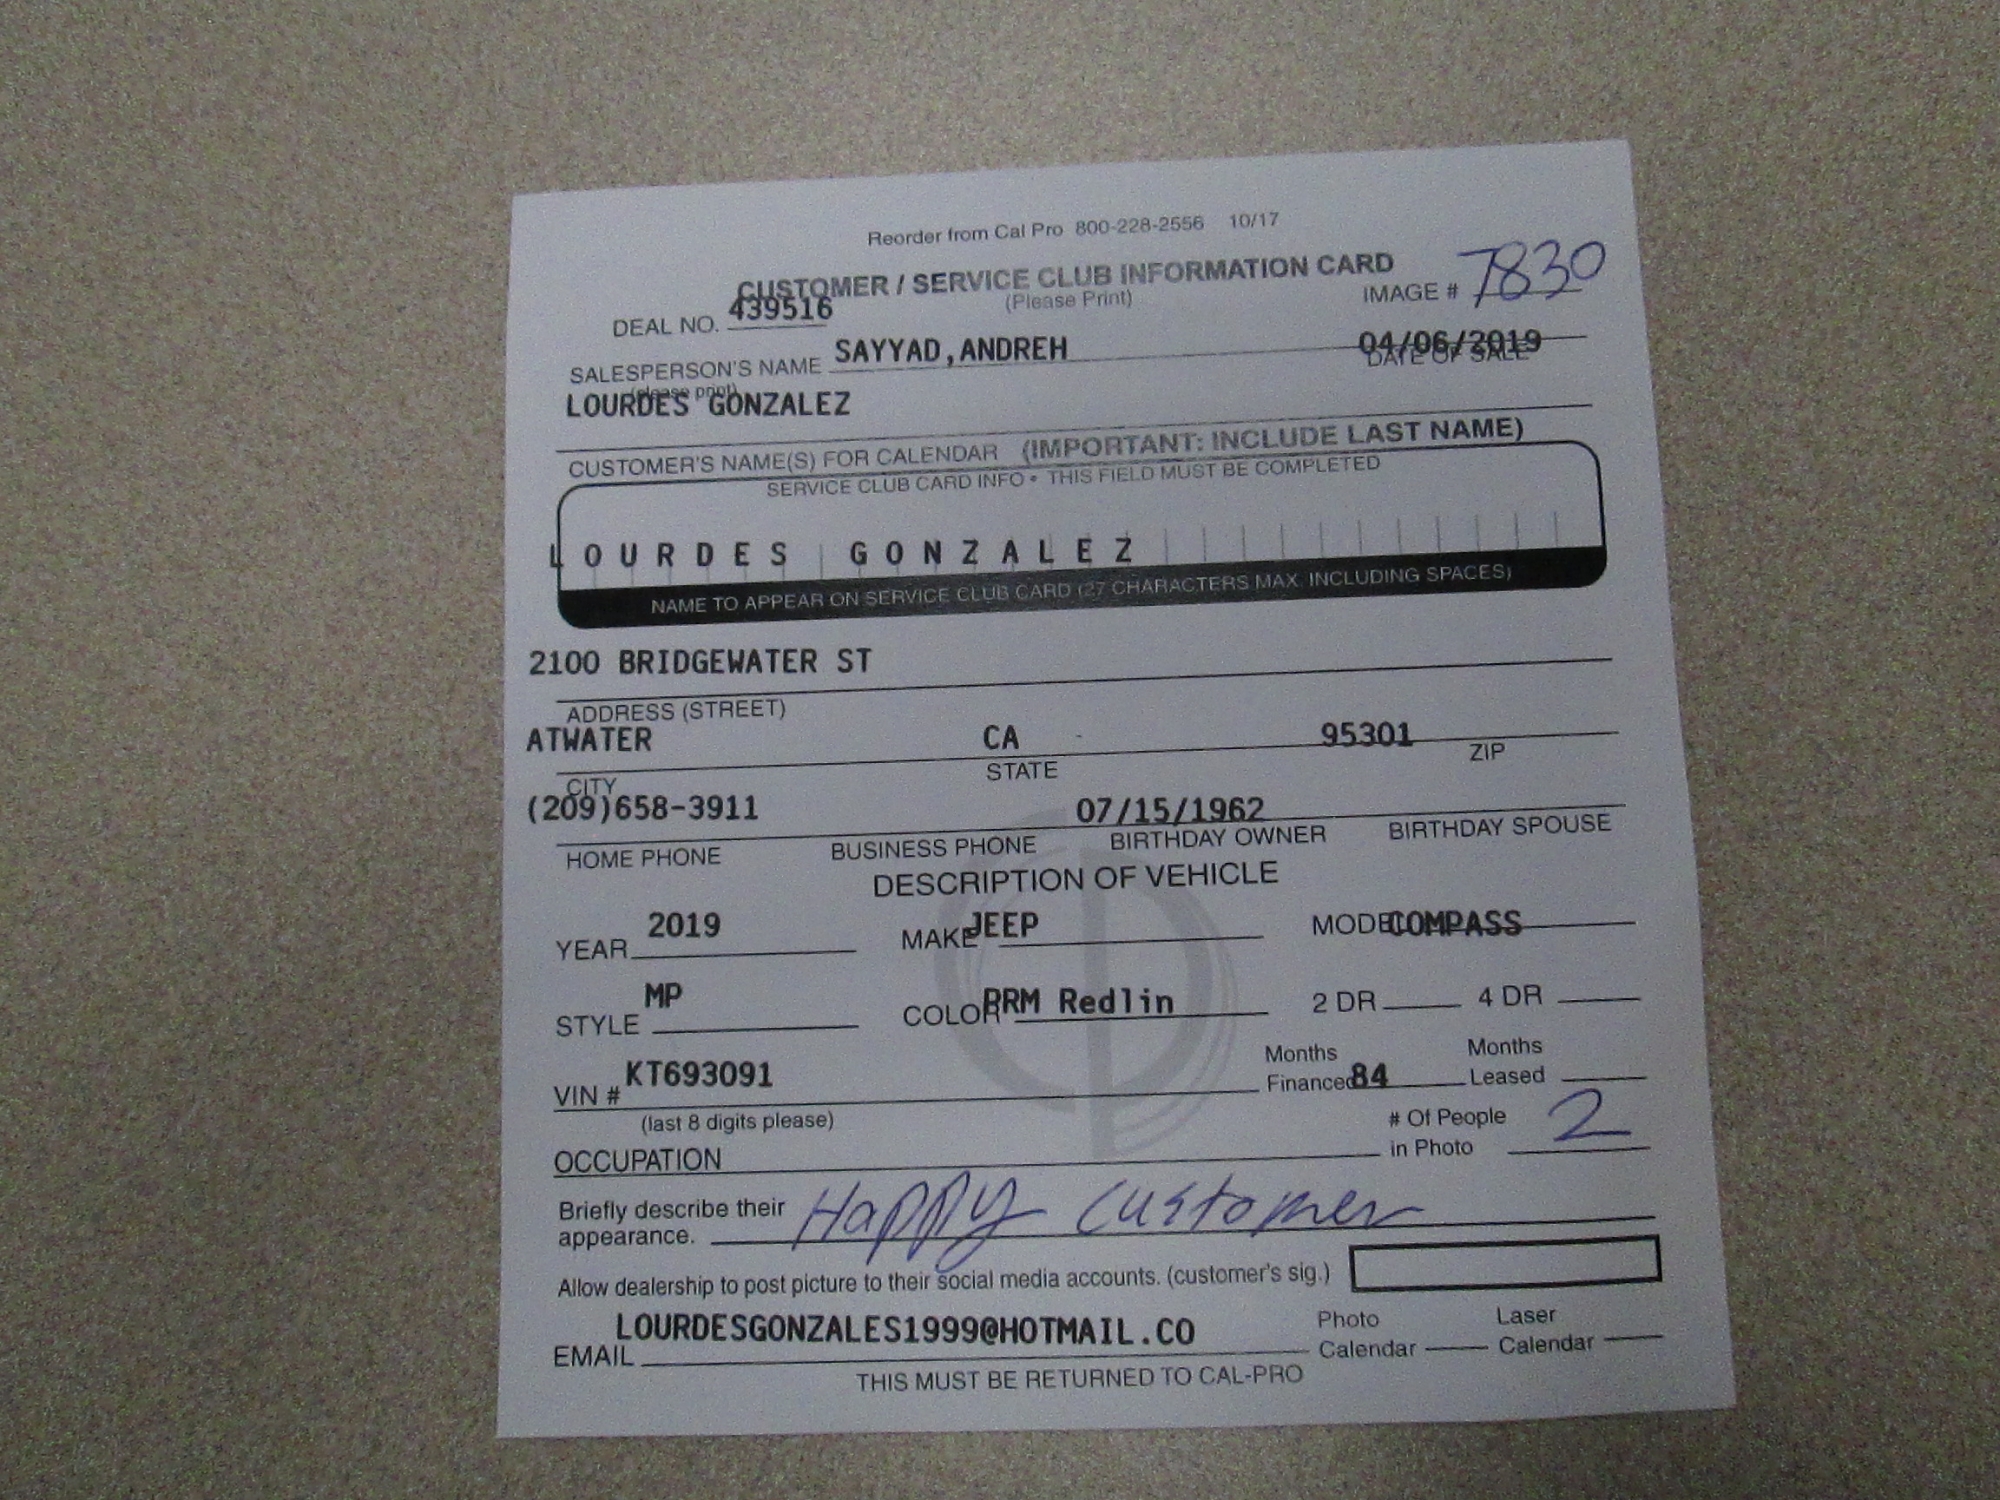 Reorder from Cal Pro 800-228-2556 10/17
CUSTOMER / SERVICE CLUB INFORMATION CARD
(Please Print)
DEAL NO. 439516
IMAGE # 7830
SALESPERSON'S NAME SAYYAD,ANDREH
04/06/2019
DATE OF SALE
(please print)
LOURDES GONZALEZ
CUSTOMER'S NAME(S) FOR CALENDAR (IMPORTANT: INCLUDE LAST NAME)
SERVICE CLUB CARD INFO • THIS FIELD MUST BE COMPLETED
LOURDES GONZALEZ
NAME TO APPEAR ON SERVICE CLUB CARD (27 CHARACTERS MAX. INCLUDING SPACES)
2100 BRIDGEWATER ST
ADDRESS (STREET)
ATWATER CA 95301
CITY STATE ZIP
(209)658-3911 07/15/1962
HOME PHONE BUSINESS PHONE BIRTHDAY OWNER BIRTHDAY SPOUSE
DESCRIPTION OF VEHICLE
YEAR 2019 MAKE JEEP MODEL COMPASS
STYLE MP COLOR PRM Redlin 2 DR 4 DR
VIN # KT693091 Months Financed 84 Months Leased
(last 8 digits please)
OCCUPATION # Of People in Photo 2
Briefly describe their
appearance. Happy Customer
Allow dealership to post picture to their social media accounts. (customer's sig.)
EMAIL LOURDESGONZALES1999@HOTMAIL.CO Photo Calendar Laser Calendar
THIS MUST BE RETURNED TO CAL-PRO